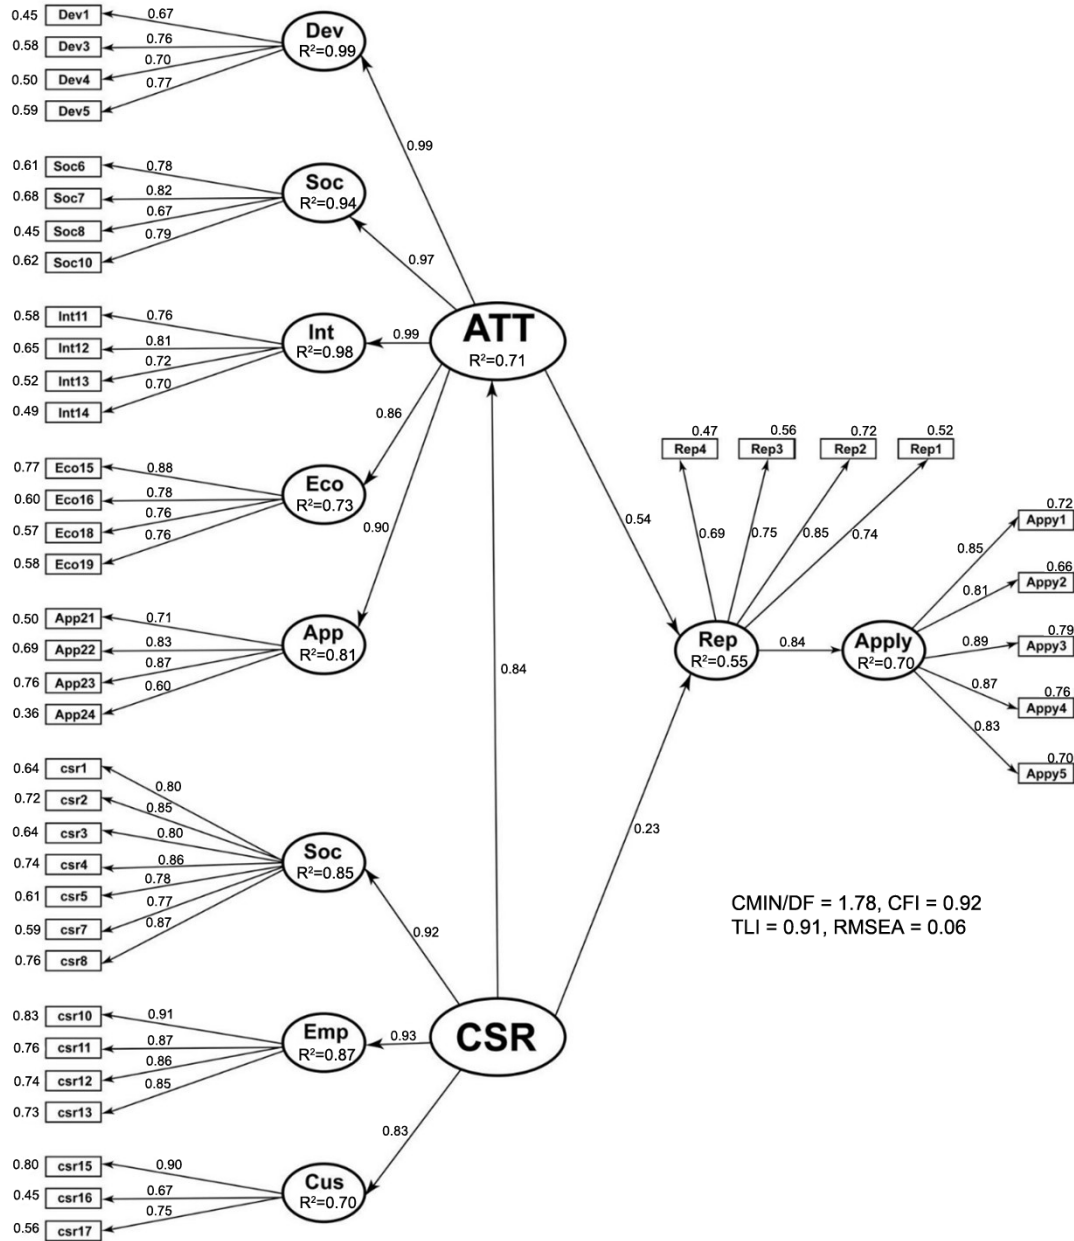 0.45 Dev1 0.67
Dev
R²=0.99
0.58 Dev3 0.76
0.50 Dev4 0.70
0.59 Dev5 0.77
0.99
0.61 Soc6 0.78
Soc
R²=0.94
0.68 Soc7 0.82
0.45 Soc8 0.67
0.62 Soc10 0.79
0.97
0.58 Int11 0.76
Int
R²=0.98
0.65 Int12 0.81
0.52 Int13 0.72
0.49 Int14 0.70
0.99
ATT
R²=0.71
0.86
0.77 Eco15 0.88
Eco
R²=0.73
0.60 Eco16 0.78
0.57 Eco18 0.76
0.58 Eco19 0.76
0.90
0.54
0.47 0.56 0.72 0.52
Rep4 Rep3 Rep2 Rep1
0.69 0.75 0.85 0.74
0.50 App21 0.71
App
R²=0.81
0.69 App22 0.83
0.76 App23 0.87
0.36 App24 0.60
0.84
Rep
R²=0.55
0.84
Apply
R²=0.70
0.85 0.72 Appy1
0.81 0.66 Appy2
0.89 0.79 Appy3
0.87 0.76 Appy4
0.83 0.70 Appy5
0.64 csr1 0.80
0.72 csr2 0.85
0.64 csr3 0.80
Soc
R²=0.85
0.74 csr4 0.86
0.61 csr5 0.78
0.59 csr7 0.77
0.76 csr8 0.87
0.92
0.23
CMIN/DF = 1.78, CFI = 0.92
TLI = 0.91, RMSEA = 0.06
0.83 csr10 0.91
Emp
R²=0.87
0.76 csr11 0.87
0.74 csr12 0.86
0.73 csr13 0.85
0.93
CSR
0.83
0.80 csr15 0.90
Cus
R²=0.70
0.45 csr16 0.67
0.56 csr17 0.75